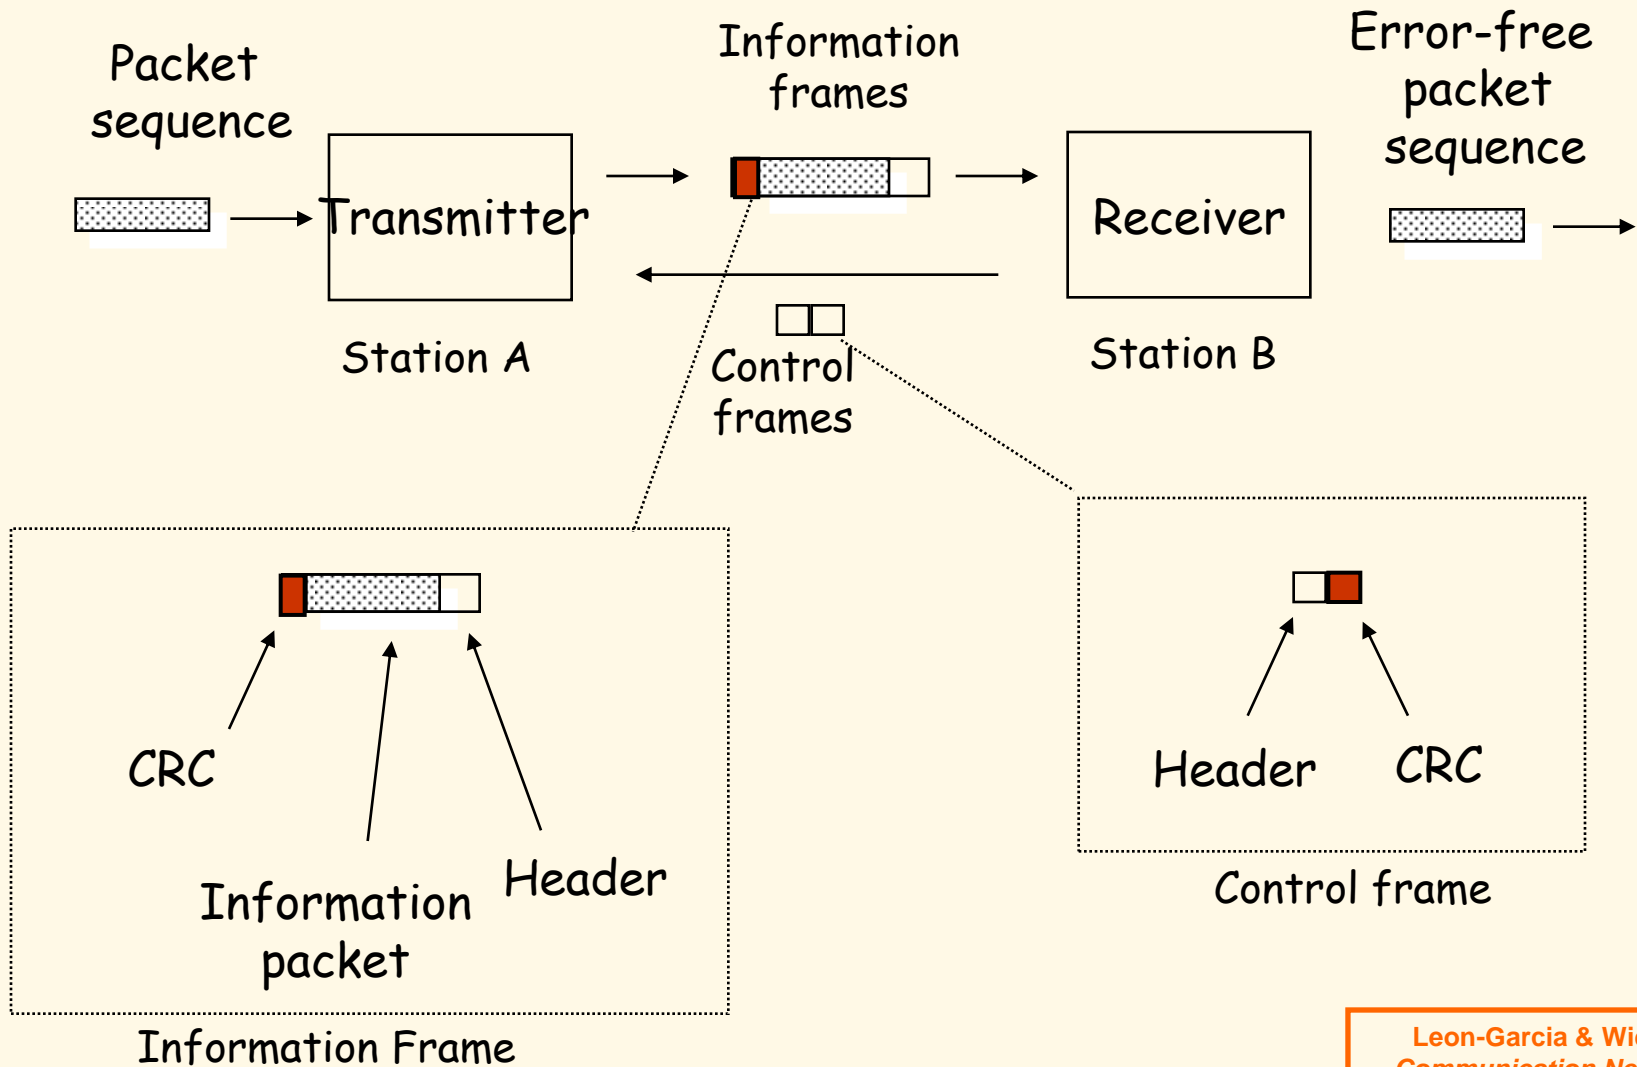 Packet
sequence
Information
frames
Error-free
packet
sequence
Transmitter
Receiver
Station A
Control
frames
Station B
CRC
Information
packet
Header
Information Frame
Header
CRC
Control frame
Leon-Garcia &
Communication